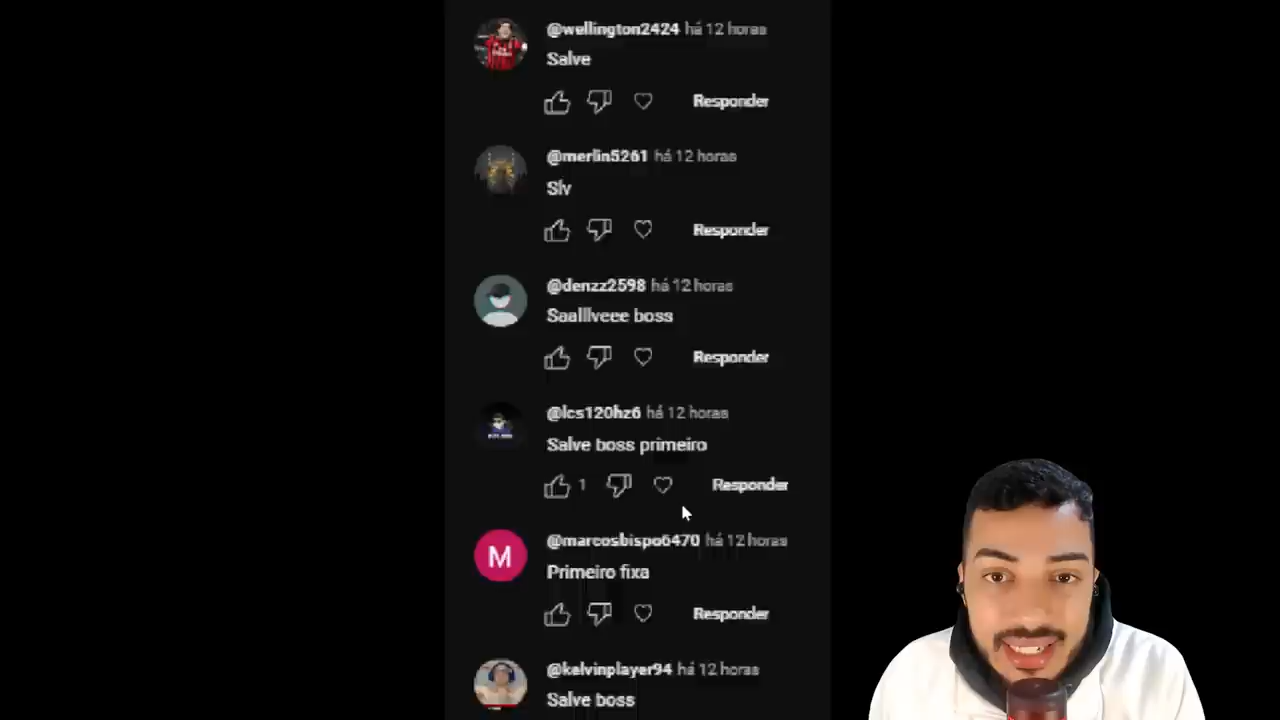 @wellington2424 há 12 horas
Salve
Responder
@merlin5261 há 12 horas
Slv
Responder
@denzz2598 há 12 horas
Saalllveee boss
Responder
@lcs120hz6 há 12 horas
Salve boss primeiro
1 Responder
M @marcosbispo6470 há 12 horas
Primeiro fixa
Responder
@kelvinplayer94 há 12 horas
Salve boss